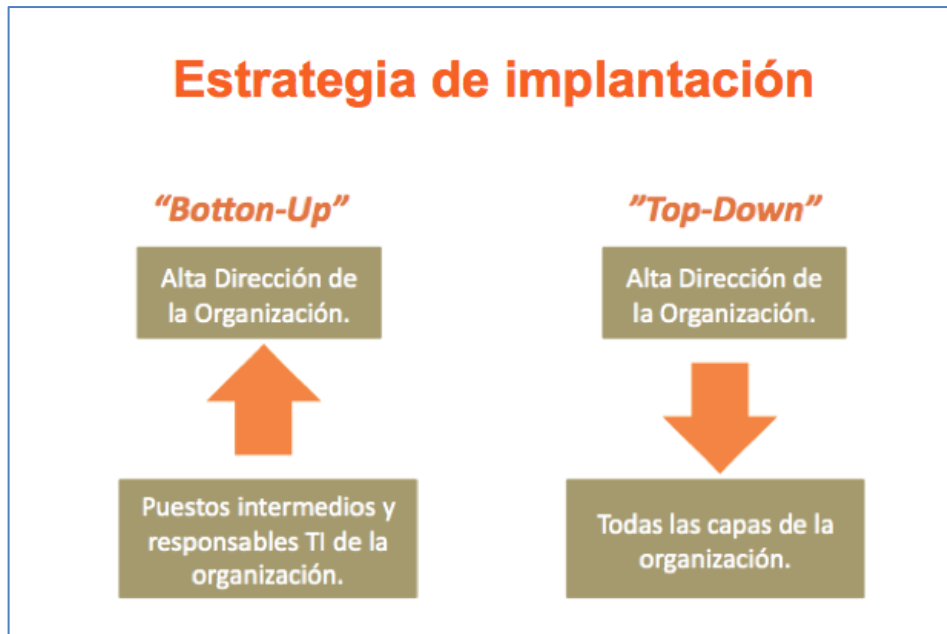 Estrategia de implantación
“Botton-Up”
Alta Dirección de
la Organización.
Puestos intermedios y
responsables TI de la
organización.
”Top-Down”
Alta Dirección de
la Organización.
Todas las capas de la
organización.